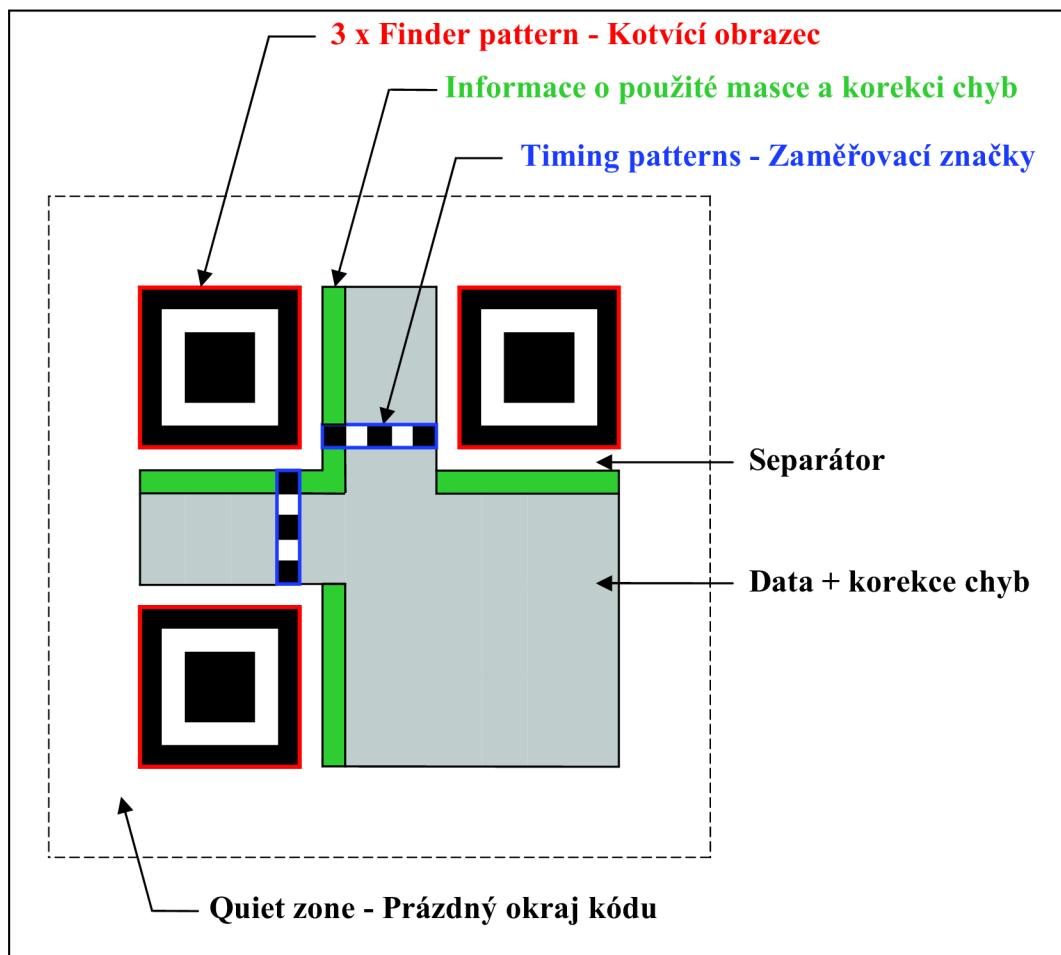 3 x Finder pattern - Kotvící obrazec
Informace o použité masce a korekci chyb
Timing patterns - Zaměřovací značky
Separátor
Data + korekce chyb
Quiet zone - Prázdný okraj kódu